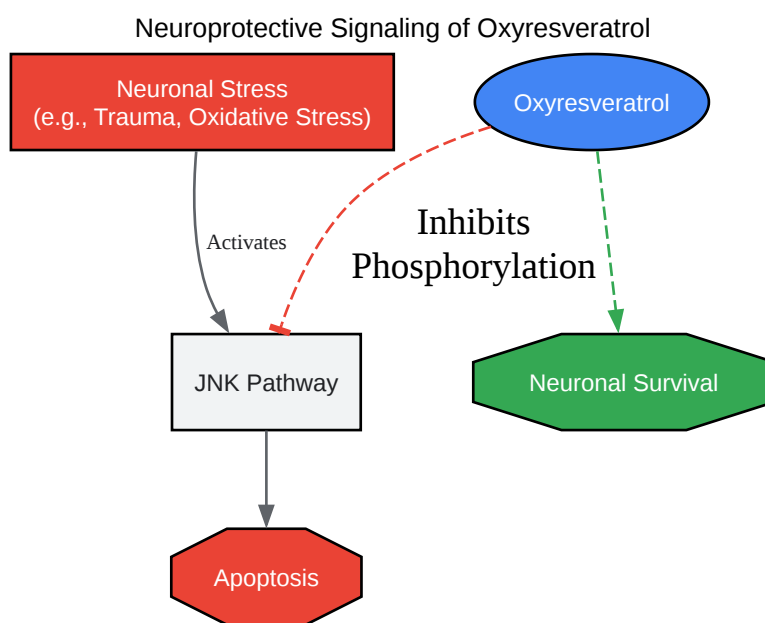 Neuroprotective Signaling of Oxyresveratrol
Neuronal Stress
(e.g., Trauma, Oxidative Stress)
Oxyresveratrol
Activates
Inhibits
Phosphorylation
JNK Pathway
Neuronal Survival
Apoptosis